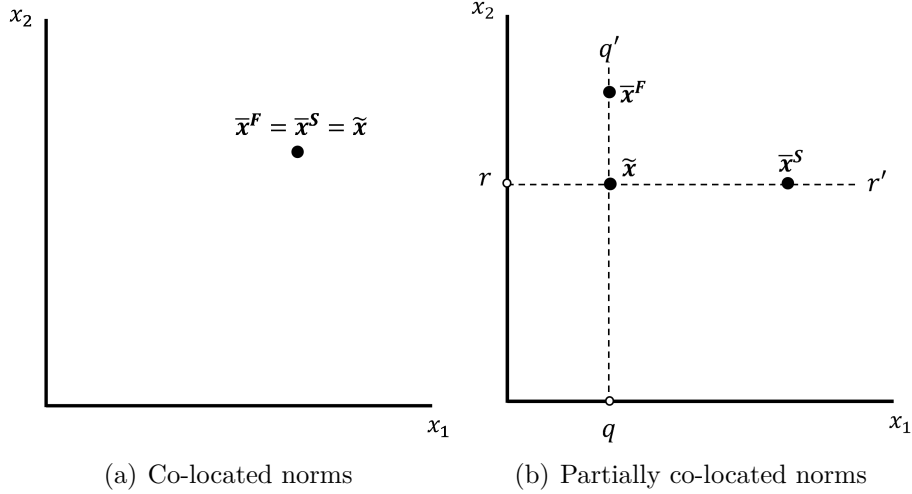 x₂
x̄ᶠ = x̄ˢ = x̃
x₁
(a) Co-located norms
x₂
q′
x̄ᶠ
x̃
x̄ˢ
r
r′
x₁
q
(b) Partially co-located norms